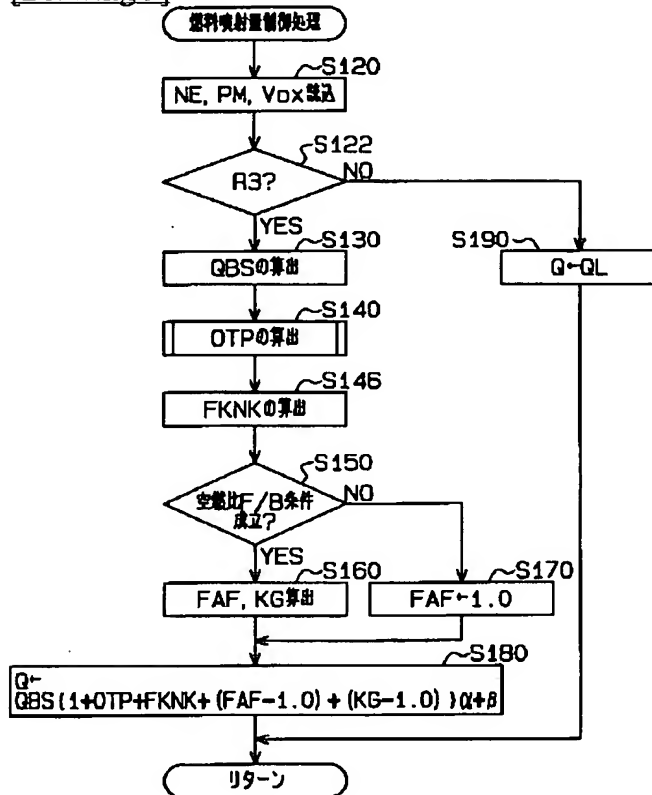 燃料噴射量制御処理
S120
NE, PM, Vox 読込
S122
R3?
NO
YES
S130
S190
QBSの算出
Q←QL
S140
OTPの算出
S146
FKNKの算出
S150
空燃比F/B条件
成立?
NO
YES
S160
S170
FAF, KG算出
FAF←1.0
S180
Q←
QBS{1+OTP+FKNK+(FAF-1.0)+(KG-1.0)}α+β
リターン